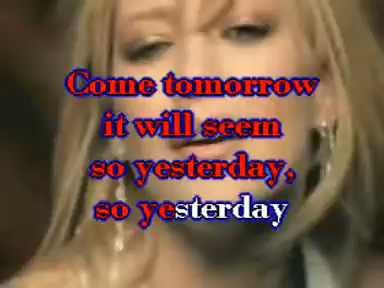 Come tomorrow
it will seem
so yesterday,
so yesterday